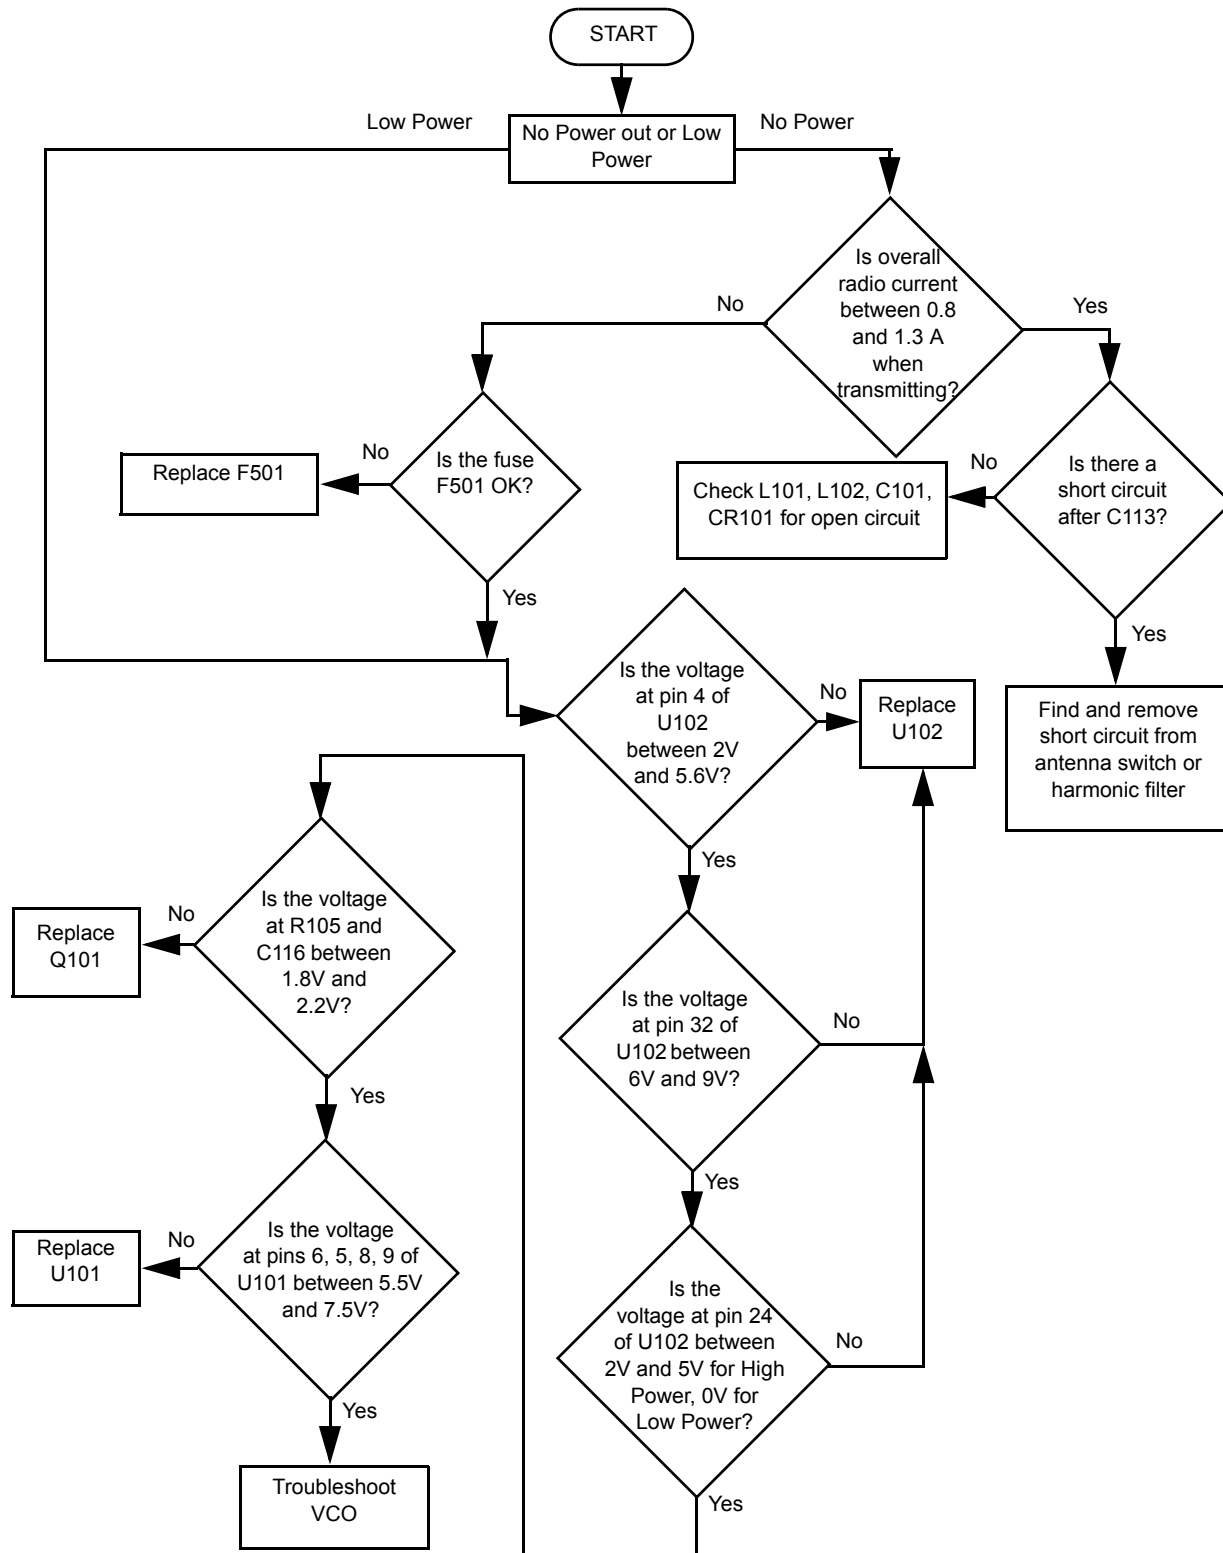 START
Low Power
No Power out or Low
Power
No Power
Is overall
radio current
between 0.8
and 1.3 A
when
transmitting?
No
Yes
Is the fuse
F501 OK?
No
Replace F501
Yes
Is there a
short circuit
after C113?
No
Check L101, L102, C101,
CR101 for open circuit
Yes
Find and remove
short circuit from
antenna switch or
harmonic filter
Is the voltage
at pin 4 of
U102
between 2V
and 5.6V?
No
Replace
U102
Yes
Is the voltage
at pin 32 of
U102 between
6V and 9V?
No
Yes
Is the
voltage at pin 24
of U102 between
2V and 5V for High
Power, 0V for
Low Power?
No
Yes
Is the voltage
at R105 and
C116 between
1.8V and
2.2V?
No
Replace
Q101
Yes
Is the voltage
at pins 6, 5, 8, 9 of
U101 between 5.5V
and 7.5V?
No
Replace
U101
Yes
Troubleshoot
VCO